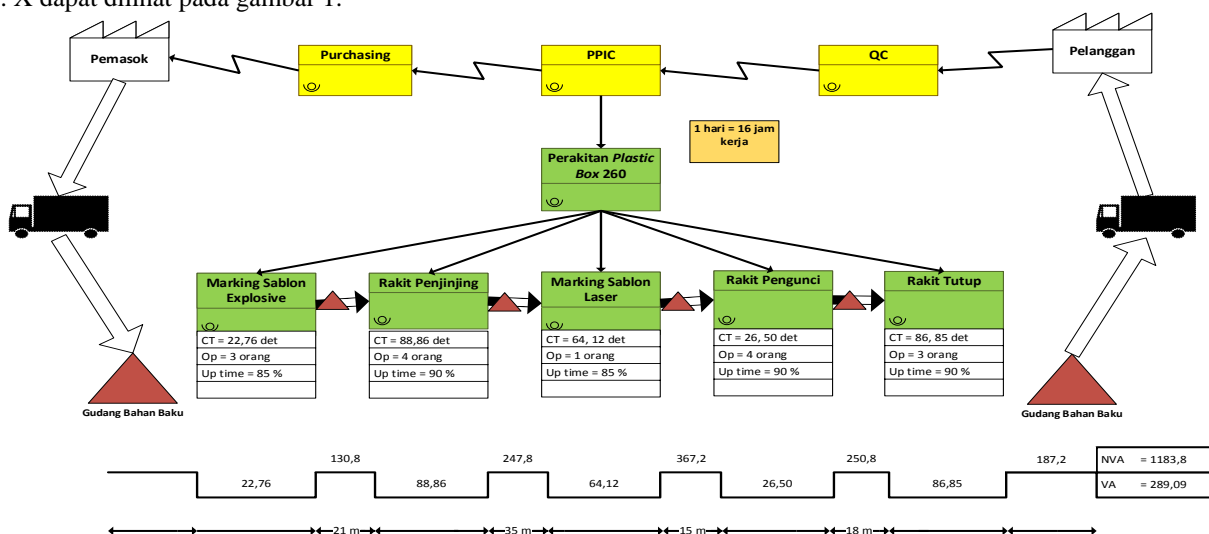 . X dapat dilihat pada gambar 1.
Pemasok
Purchasing
PPIC
QC
Pelanggan
1 hari = 16 jam
kerja
Perakitan Plastic
Box 260
Marking Sablon
Explosive
Rakit Penjinjing
Marking Sablon
Laser
Rakit Pengunci
Rakit Tutup
CT = 22,76 det
Op = 3 orang
Up time = 85 %
CT = 88,86 det
Op = 4 orang
Up time = 90 %
CT = 64, 12 det
Op = 1 orang
Up time = 85 %
CT = 26, 50 det
Op = 4 orang
Up time = 90 %
CT = 86, 85 det
Op = 3 orang
Up time = 90 %
Gudang Bahan Baku
Gudang Bahan Baku
130,8
247,8
367,2
250,8
187,2
NVA = 1183,8
22,76
88,86
64,12
26,50
86,85
VA = 289,09
21 m
35 m
15 m
18 m